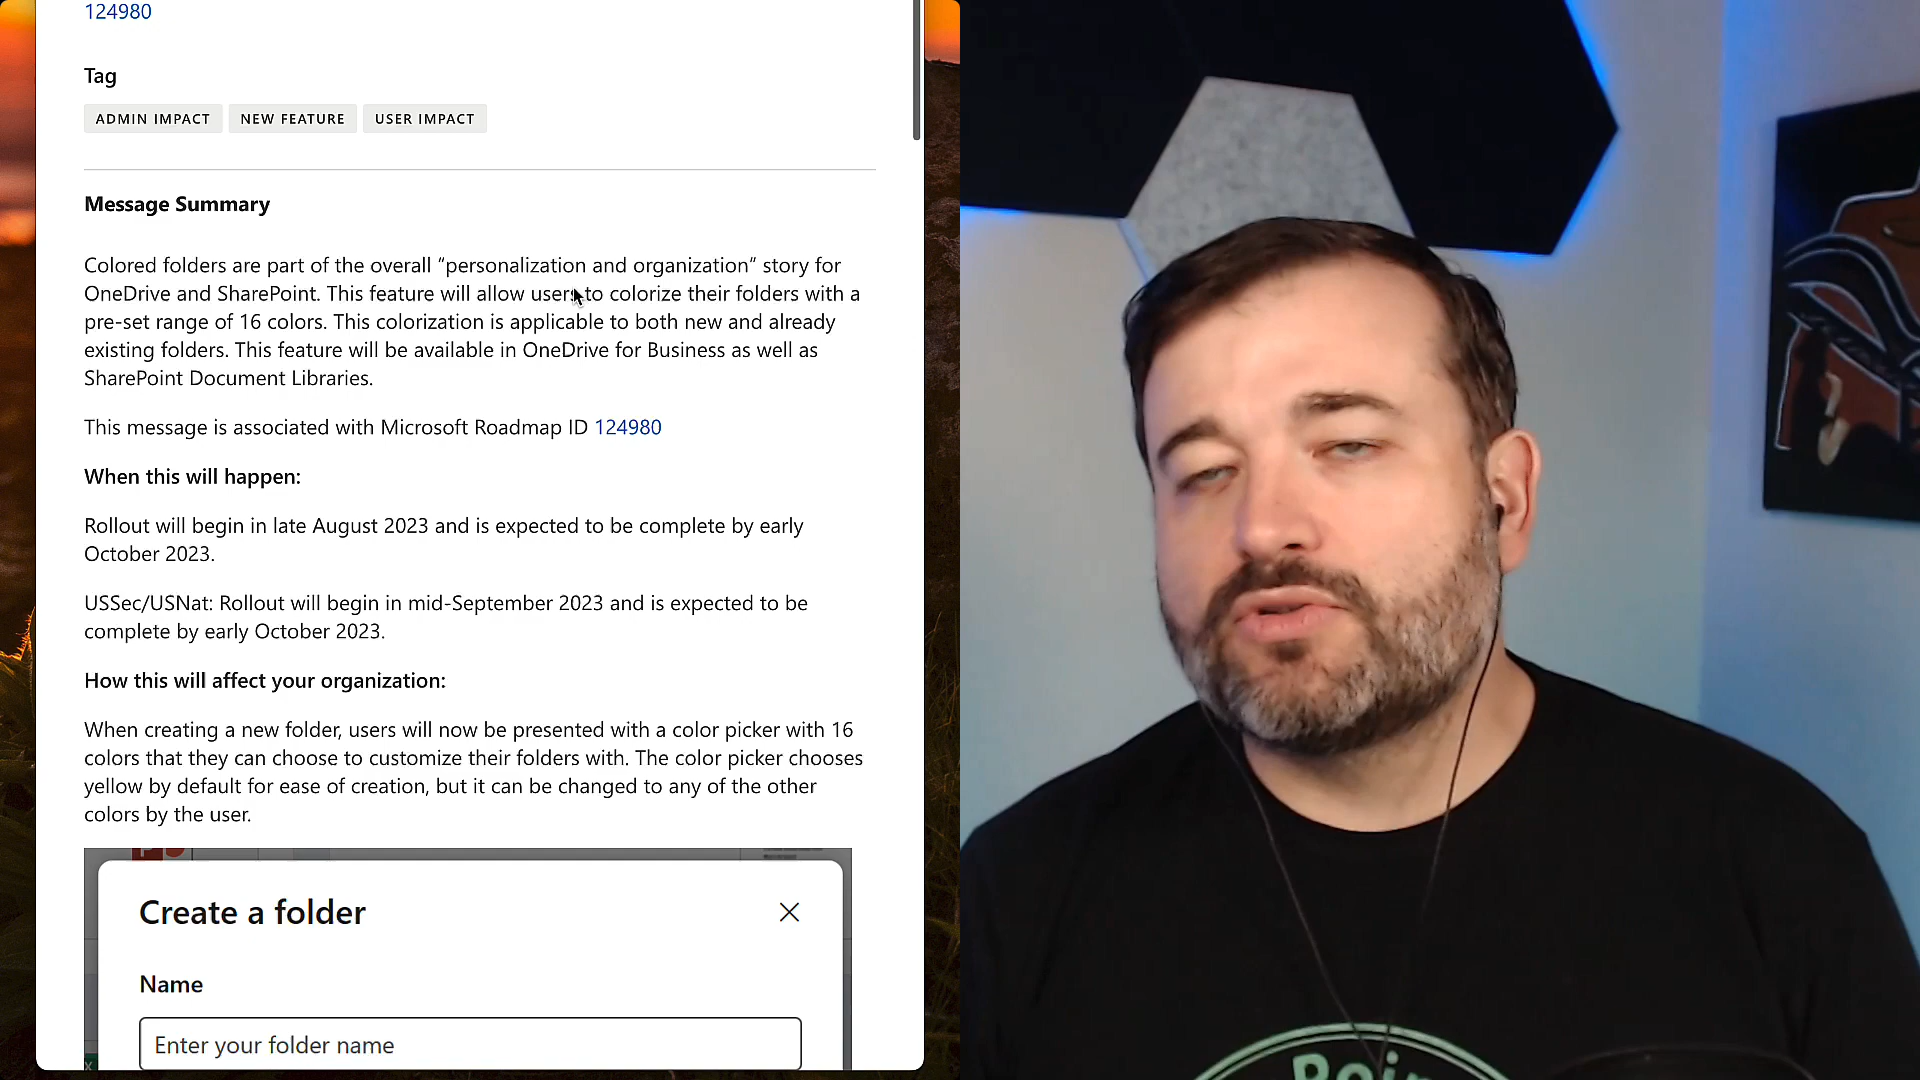 124980
Tag
ADMIN IMPACT NEW FEATURE USER IMPACT
Message Summary
Colored folders are part of the overall “personalization and organization” story for
OneDrive and SharePoint. This feature will allow users to colorize their folders with a
pre-set range of 16 colors. This colorization is applicable to both new and already
existing folders. This feature will be available in OneDrive for Business as well as
SharePoint Document Libraries.
This message is associated with Microsoft Roadmap ID 124980
When this will happen:
Rollout will begin in late August 2023 and is expected to be complete by early
October 2023.
USSec/USNat: Rollout will begin in mid-September 2023 and is expected to be
complete by early October 2023.
How this will affect your organization:
When creating a new folder, users will now be presented with a color picker with 16
colors that they can choose to customize their folders with. The color picker chooses
yellow by default for ease of creation, but it can be changed to any of the other
colors by the user.
Create a folder
Name
Enter your folder name